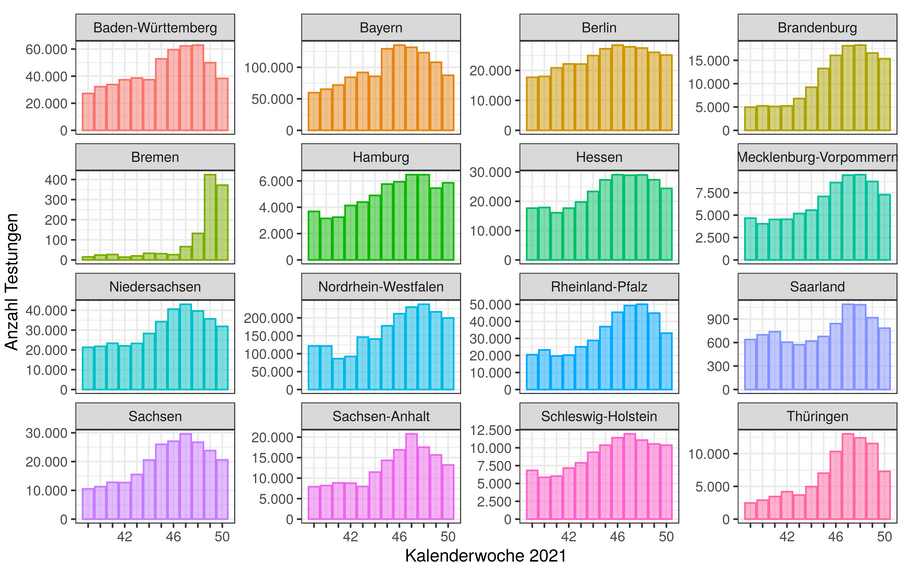 Baden-Württemberg Bayern Berlin Brandenburg
60.000 40.000 20.000 0
100.000 50.000 0
20.000 10.000 0
15.000 10.000 5.000 0
Bremen Hamburg Hessen Mecklenburg-Vorpommern
400 300 200 100 0
6.000 4.000 2.000 0
30.000 20.000 10.000 0
7.500 5.000 2.500 0
Niedersachsen Nordrhein-Westfalen Rheinland-Pfalz Saarland
40.000 30.000 20.000 10.000 0
200.000 150.000 100.000 50.000 0
50.000 40.000 30.000 20.000 10.000 0
900 600 300 0
Sachsen Sachsen-Anhalt Schleswig-Holstein Thüringen
30.000 20.000 10.000 0
20.000 15.000 10.000 5.000 0
12.500 10.000 7.500 5.000 2.500 0
10.000 5.000 0
42 46 50 42 46 50 42 46 50 42 46 50
Anzahl Testungen
Kalenderwoche 2021